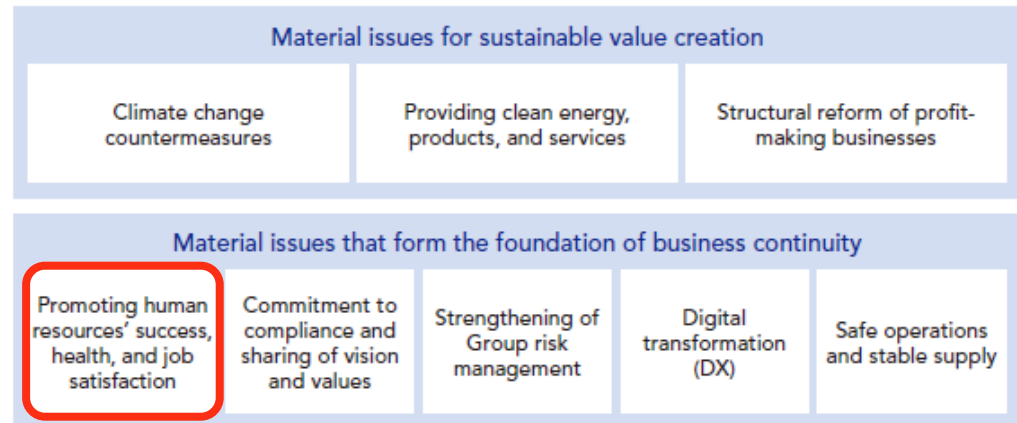 Material issues for sustainable value creation
Climate change
countermeasures
Providing clean energy,
products, and services
Structural reform of profit-
making businesses
Material issues that form the foundation of business continuity
Promoting human
resources’ success,
health, and job
satisfaction
Commitment to
compliance and
sharing of vision
and values
Strengthening of
Group risk
management
Digital
transformation
(DX)
Safe operations
and stable supply